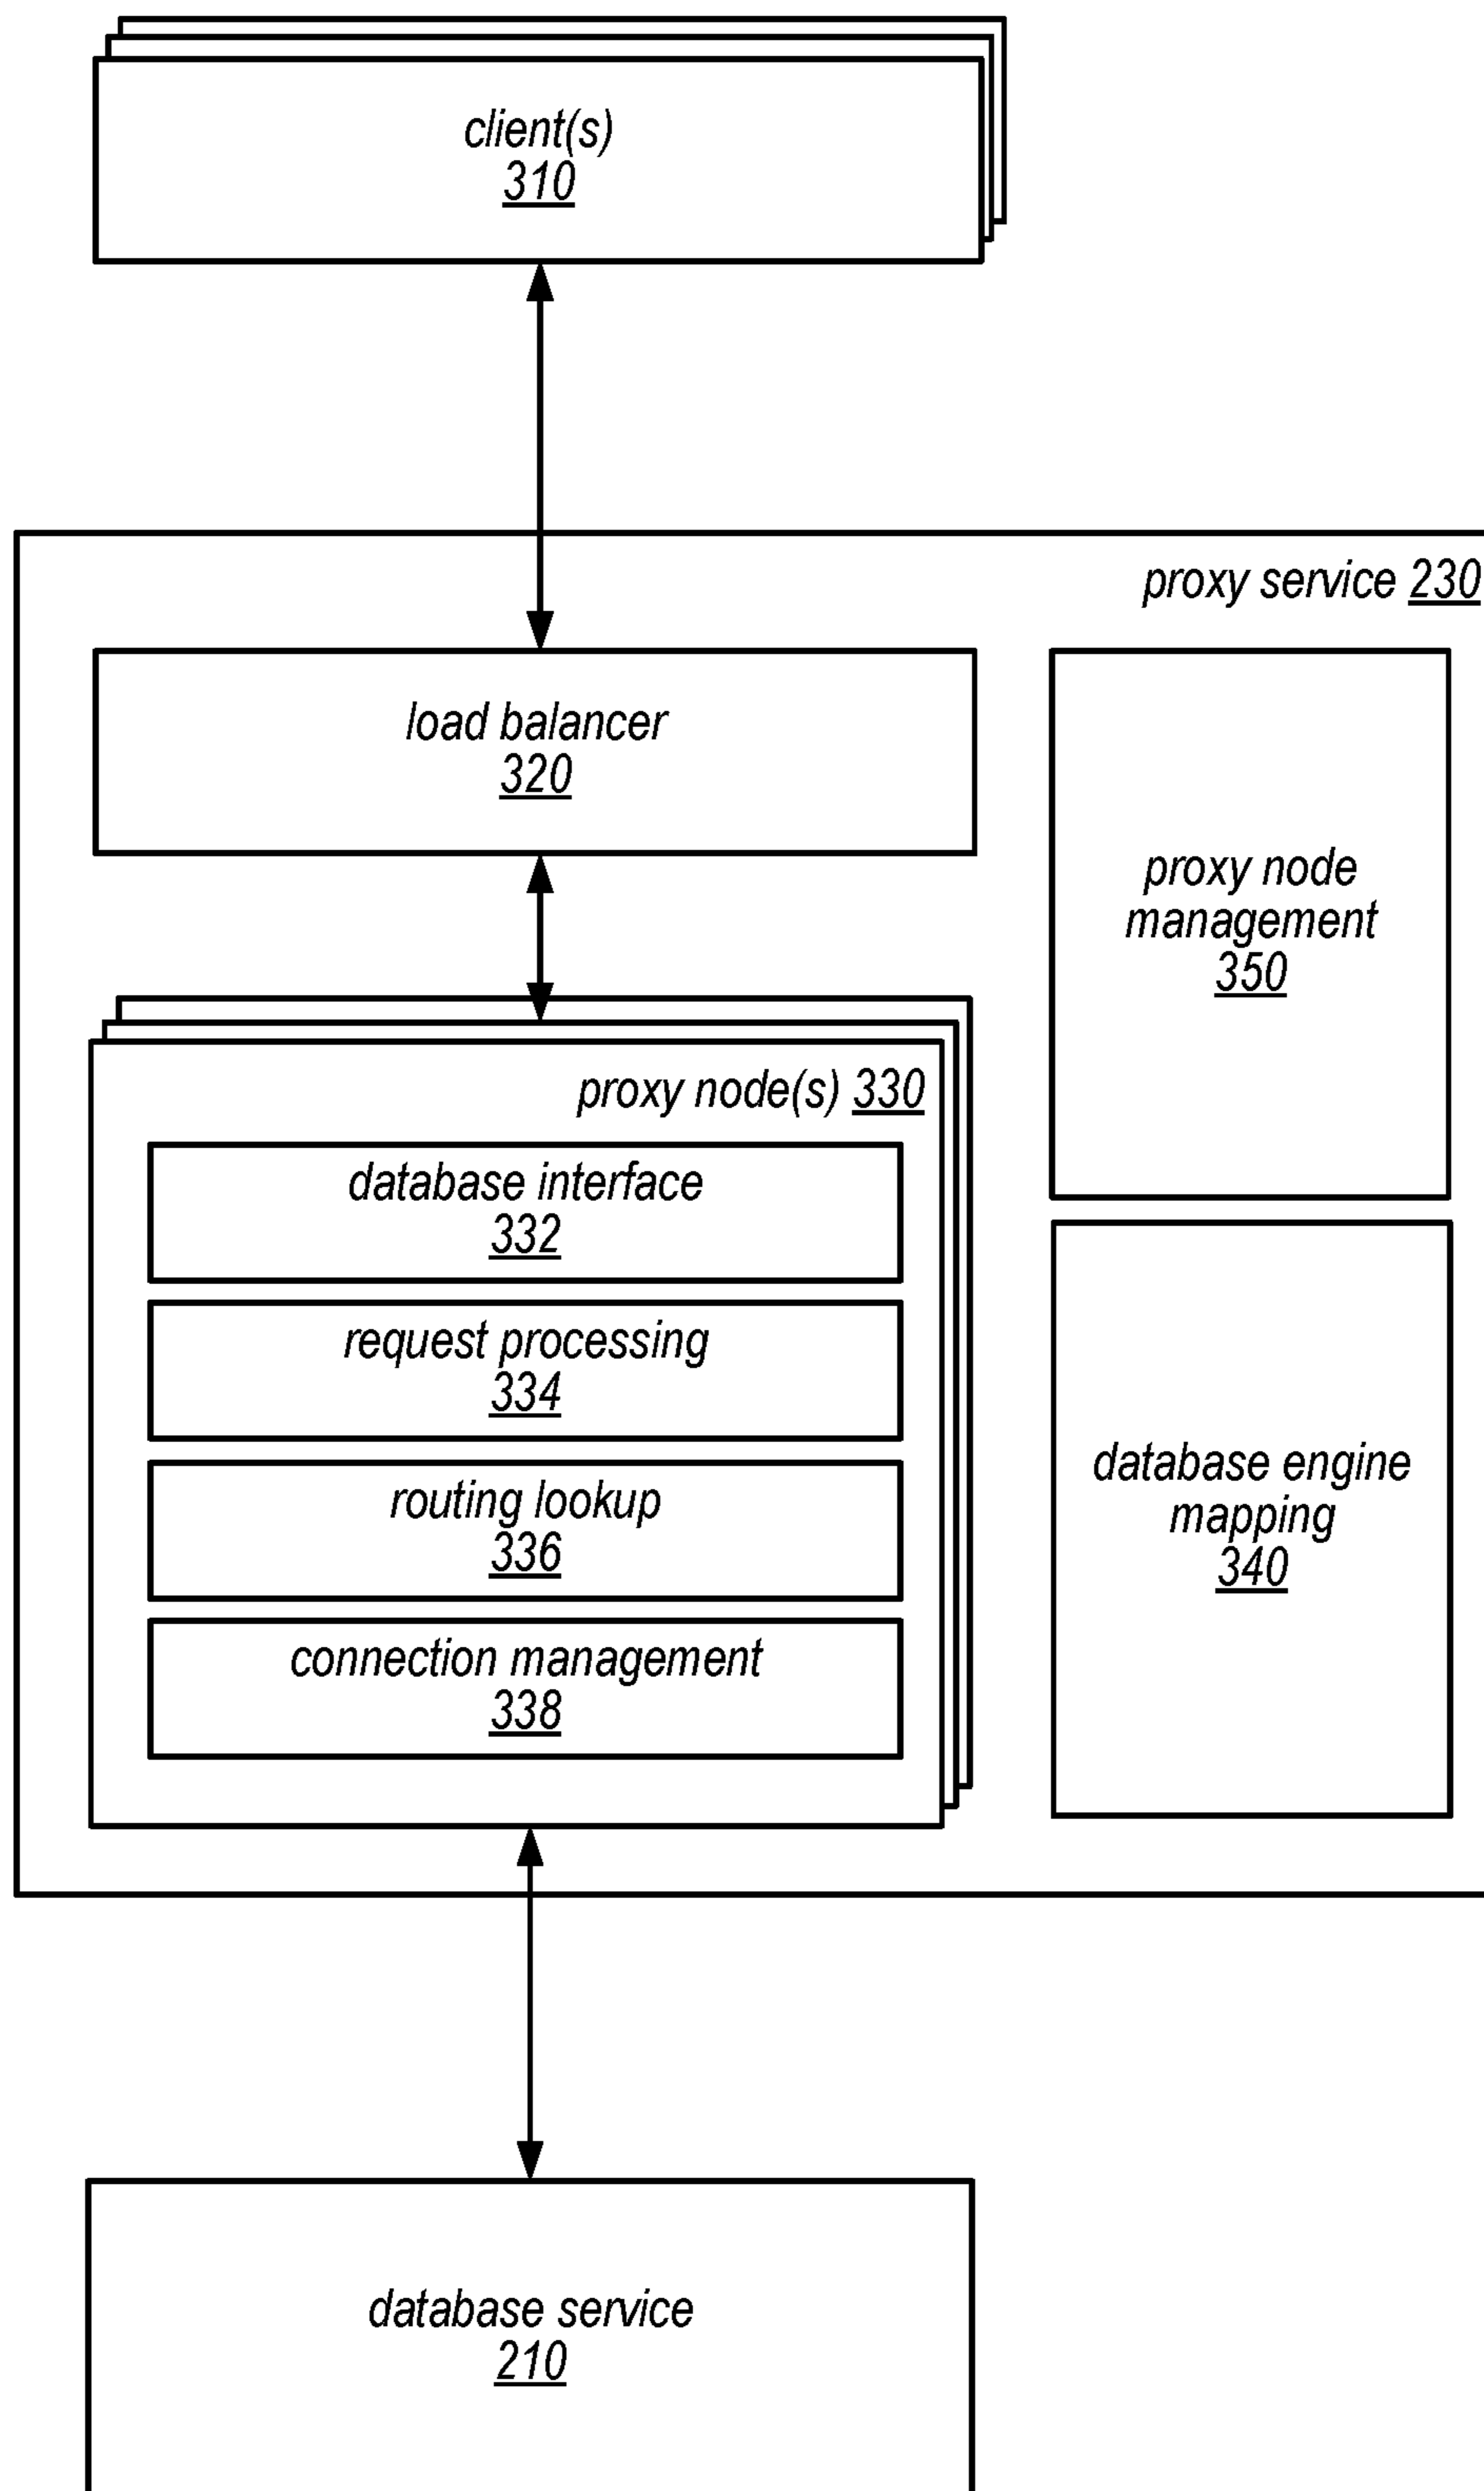 client(s)
310
proxy service 230
load balancer
320
proxy node
management
350
proxy node(s) 330
database interface
332
request processing
334
routing lookup
336
connection management
338
database engine
mapping
340
database service
210